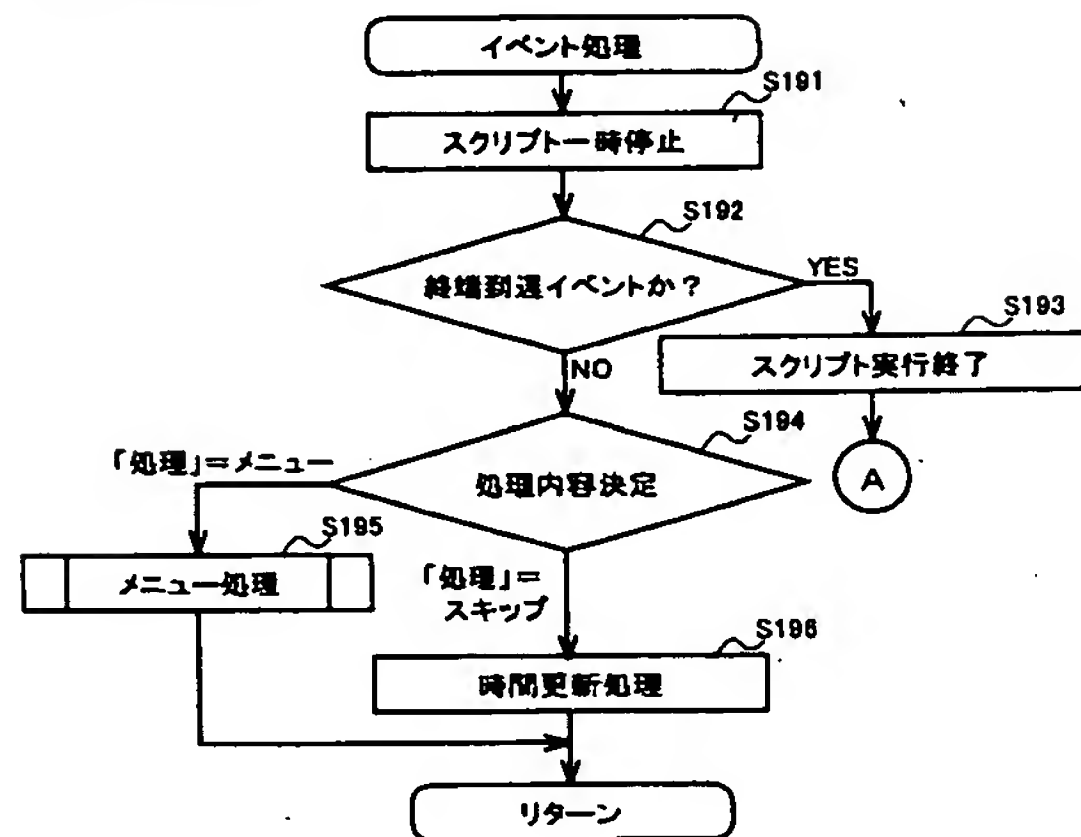 イベント処理
S191
スクリプト一時停止
S192
終端到達イベントか？
YES
S193
スクリプト実行終了
NO
A
S194
処理内容決定
「処理」＝メニュー
S195
メニュー処理
「処理」＝
スキップ
S196
時間更新処理
リターン